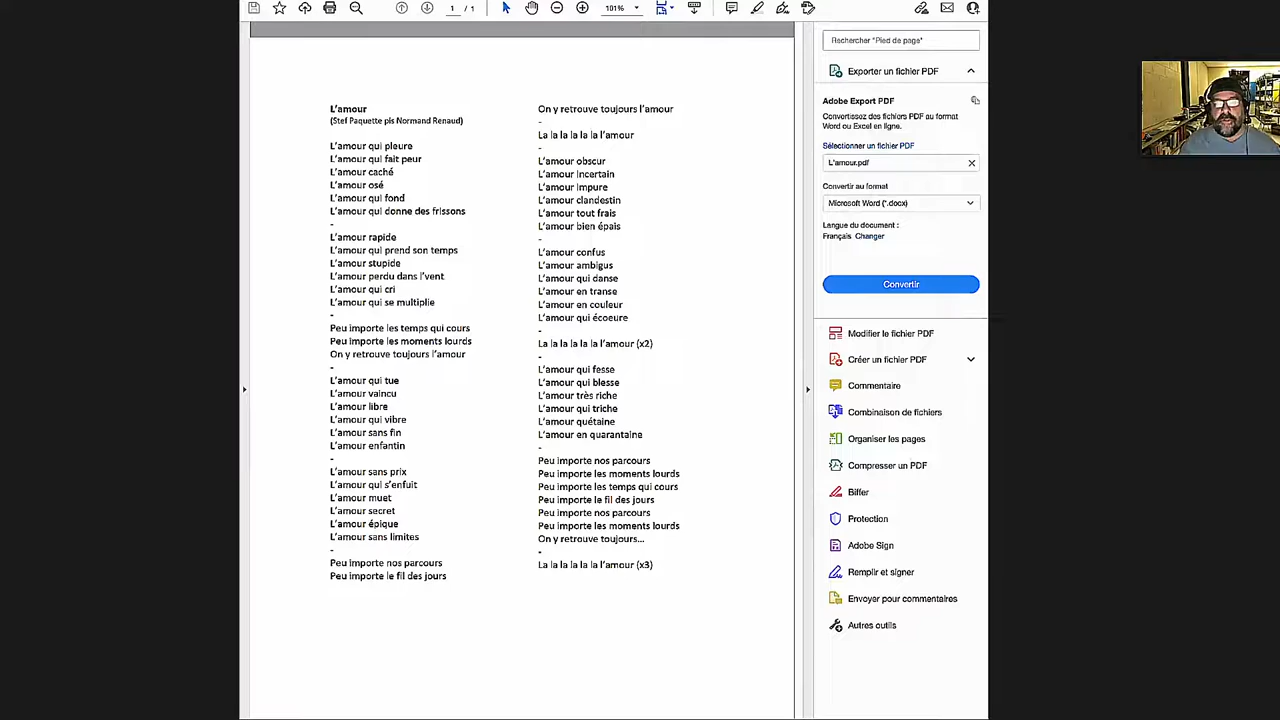 1 / 1
101%
L'amour
(Stef Paquette pis Normand Renaud)
L'amour qui pleure
L'amour qui fait peur
L'amour caché
L'amour osé
L'amour qui fond
L'amour qui donne des frissons
-
L'amour rapide
L'amour qui prend son temps
L'amour stupide
L'amour perdu dans l'vent
L'amour qui cri
L'amour qui se multiplie
-
Peu importe les temps qui cours
Peu importe les moments lourds
On y retrouve toujours l'amour
-
L'amour qui tue
L'amour vaincu
L'amour libre
L'amour qui vibre
L'amour sans fin
L'amour enfantin
-
L'amour sans prix
L'amour qui s'enfuit
L'amour muet
L'amour secret
L'amour épique
L'amour sans limites
-
Peu importe nos parcours
Peu importe le fil des jours
On y retrouve toujours l'amour
-
La la la la la la l'amour
-
L'amour obscur
L'amour incertain
L'amour impure
L'amour clandestin
L'amour tout frais
L'amour bien épais
-
L'amour confus
L'amour ambigus
L'amour qui danse
L'amour en transe
L'amour en couleur
L'amour qui écoeure
-
La la la la la la l'amour (x2)
-
L'amour qui fesse
L'amour qui blesse
L'amour très riche
L'amour qui triche
L'amour quétaine
L'amour en quarantaine
-
Peu importe nos parcours
Peu importe les moments lourds
Peu importe les temps qui cours
Peu importe le fil des jours
Peu importe nos parcours
Peu importe les moments lourds
On y retrouve toujours...
-
La la la la la la l'amour (x3)
Rechercher "Pied de page"
Exporter un fichier PDF
Adobe Export PDF
Convertissez des fichiers PDF au format
Word ou Excel en ligne.
Sélectionner un fichier PDF
L'amour.pdf
Convertir au format
Microsoft Word (*.docx)
Langue du document :
Français Changer
Convertir
Modifier le fichier PDF
Créer un fichier PDF
Commentaire
Combinaison de fichiers
Organiser les pages
Compresser un PDF
Biffer
Protection
Adobe Sign
Remplir et signer
Envoyer pour commentaires
Autres outils